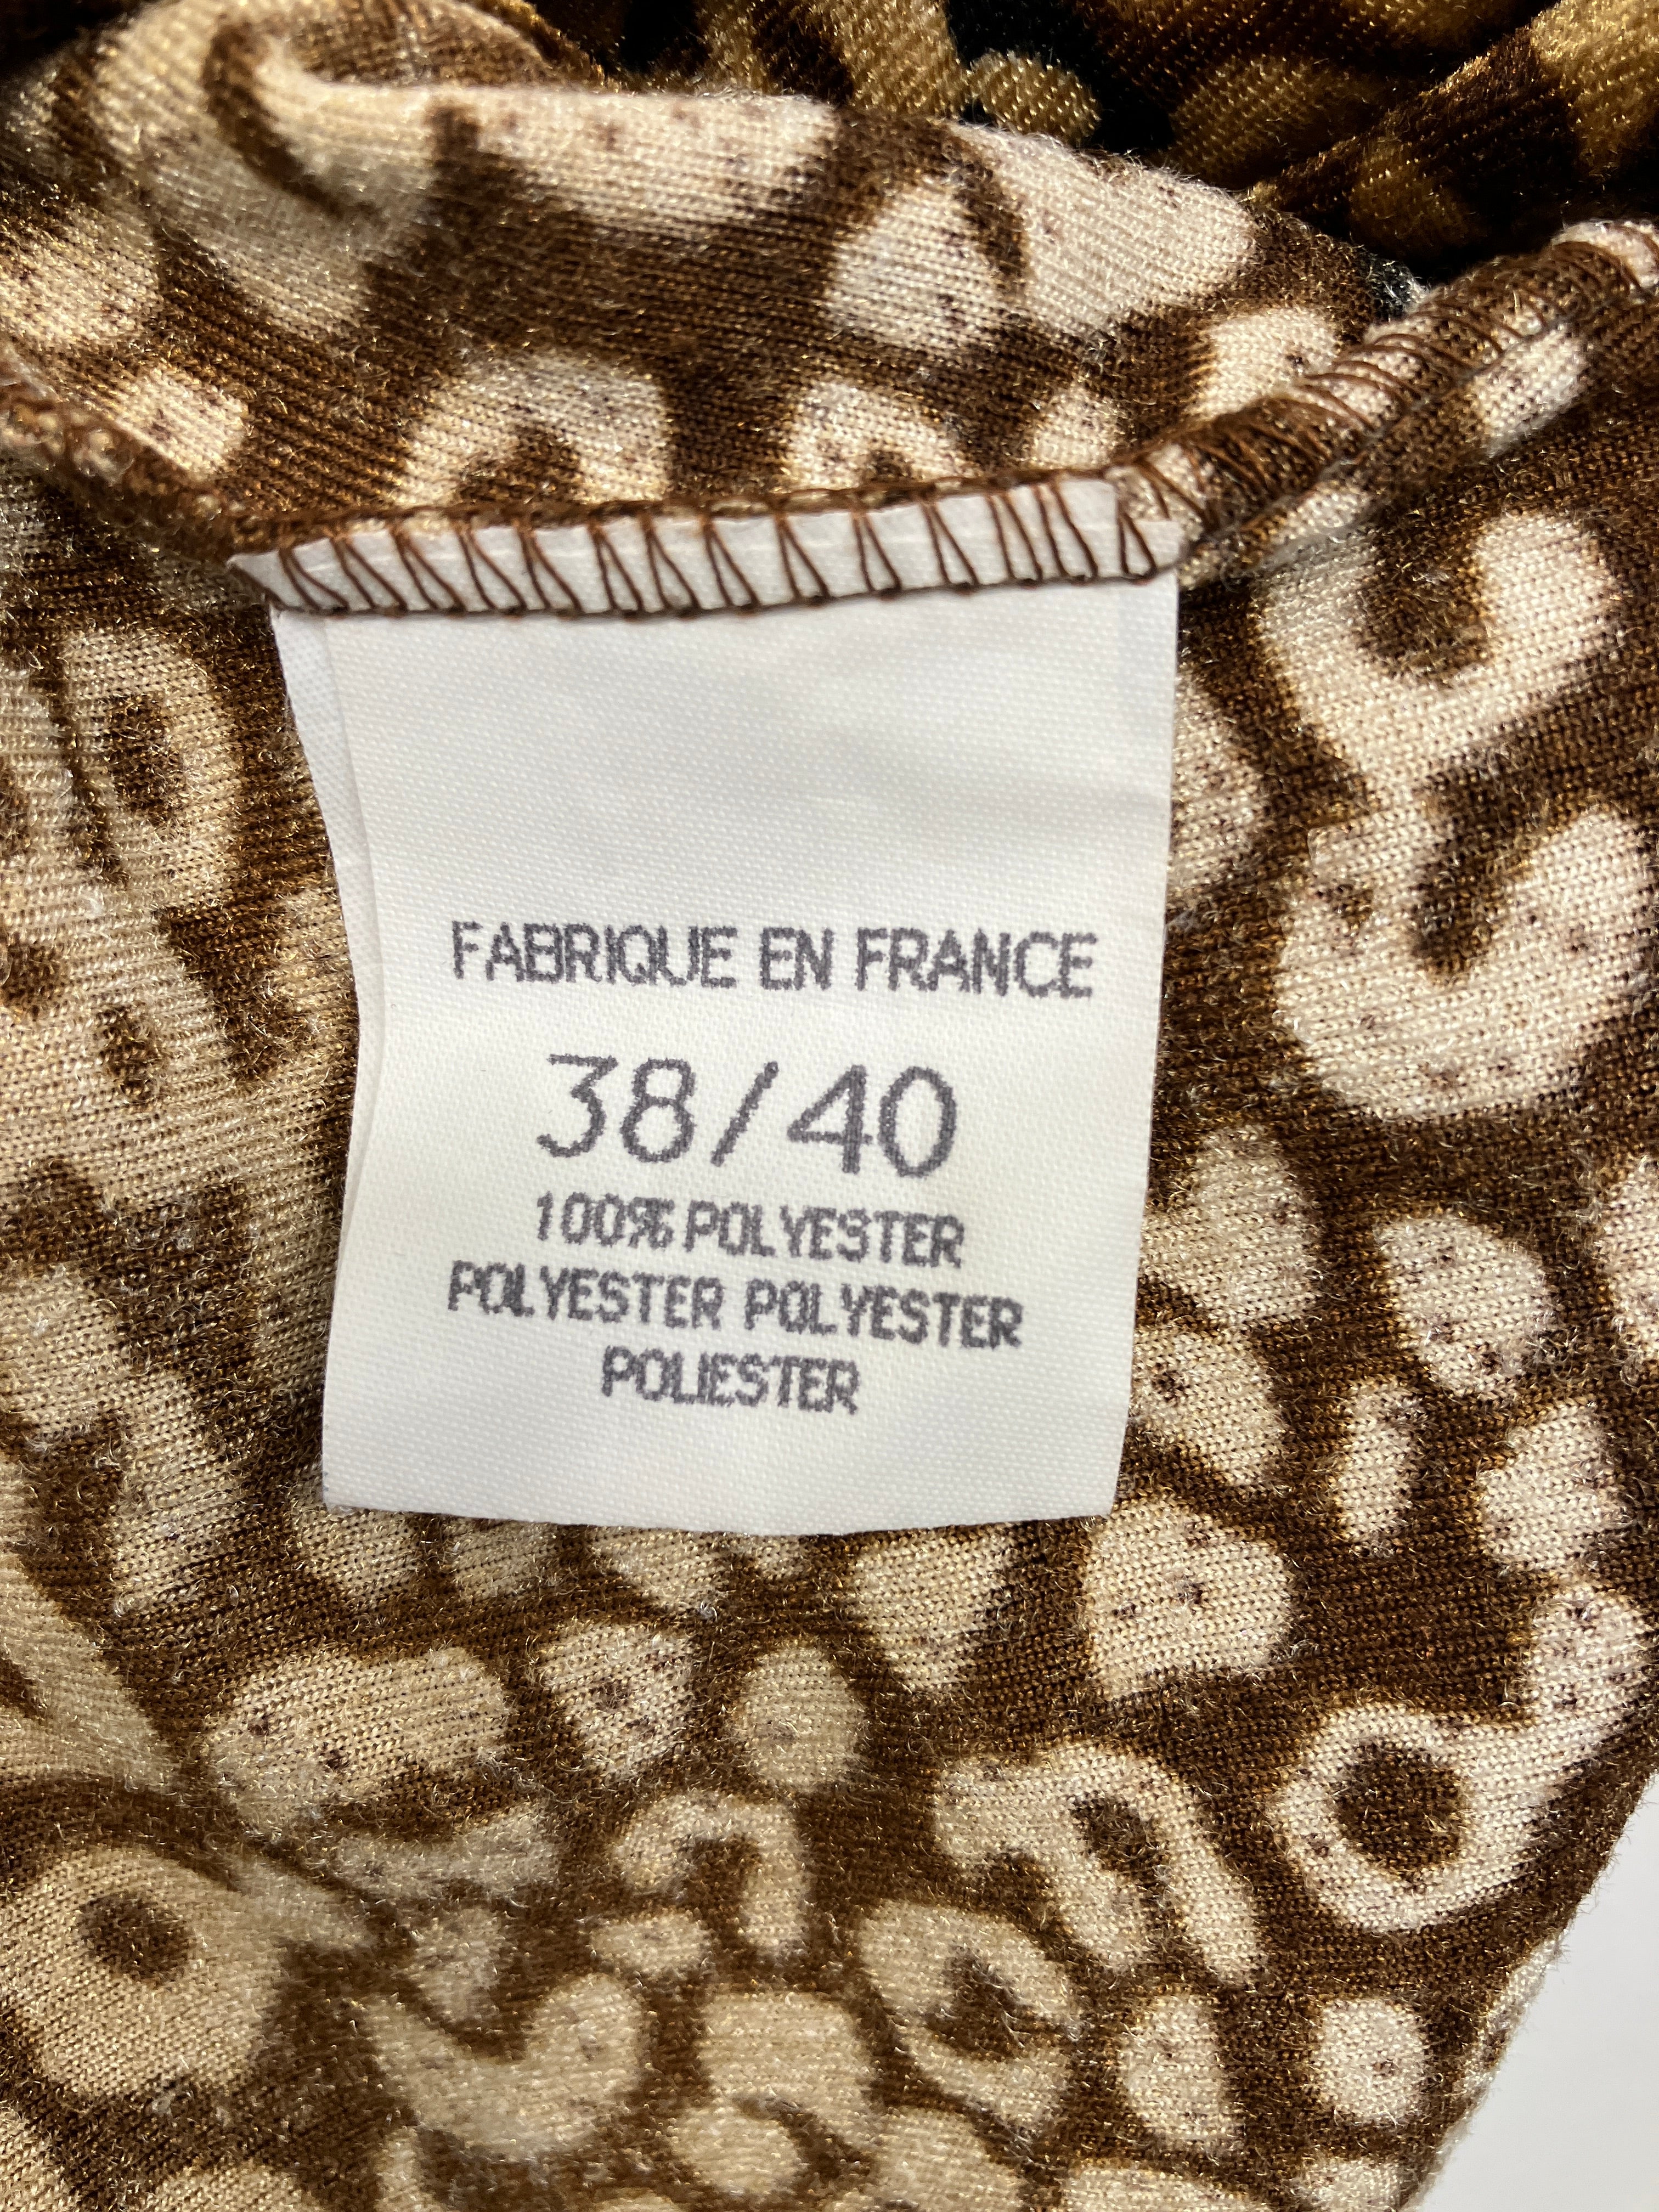 FABRIQUE EN FRANCE
38/40
100% POLYESTER
POLYESTER POLYESTER
POLIESTER